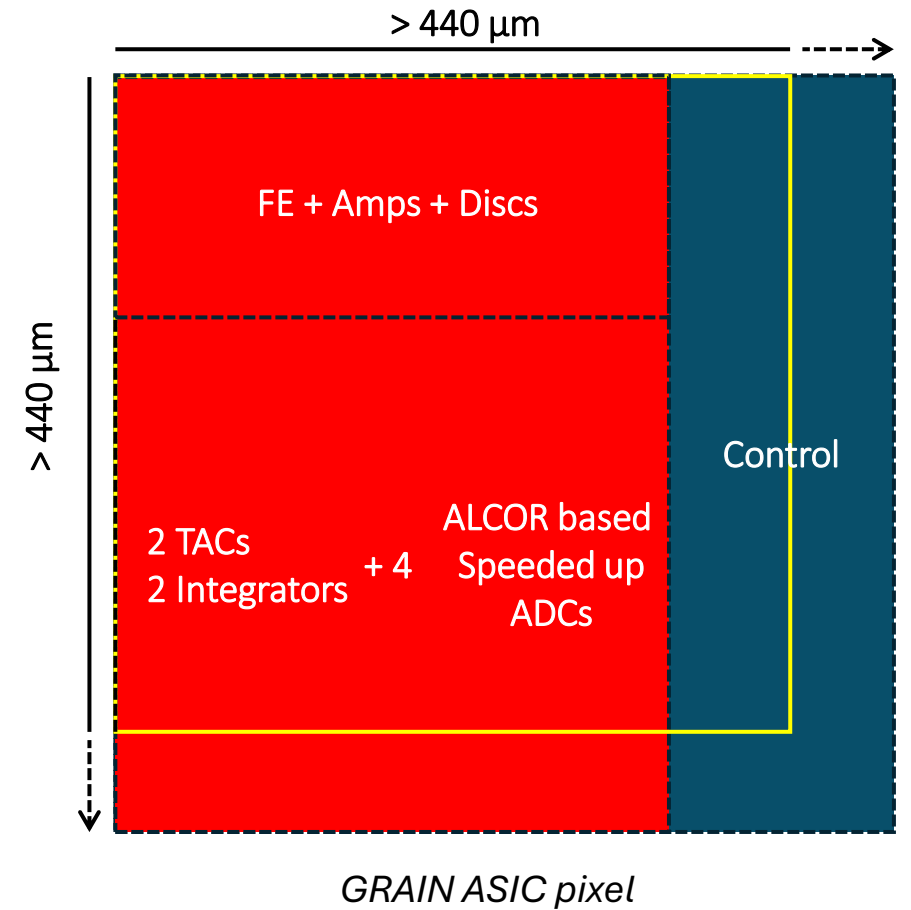 > 440 µm
> 440 µm
FE + Amps + Discs
Control
2 TACs
2 Integrators
+ 4
ALCOR based
Speeded up
ADCs
GRAIN ASIC pixel